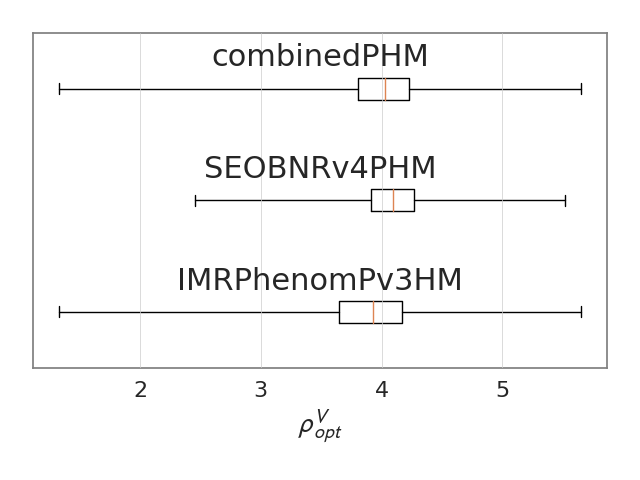 combinedPHM
SEOBNRv4PHM
IMRPhenomPv3HM
2 3 4 5
ρ^V_opt